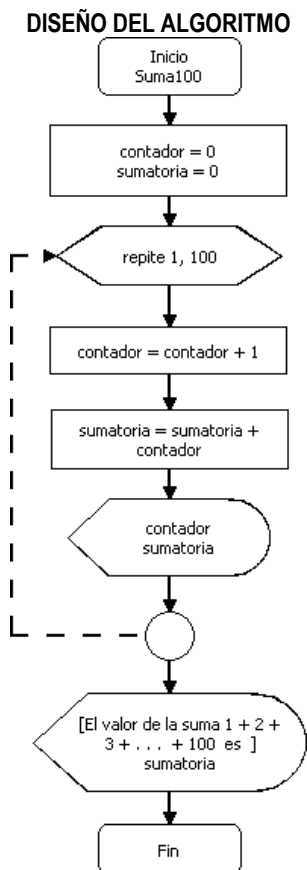 DISEÑO DEL ALGORITMO
Inicio
Suma100
contador = 0
sumatoria = 0
repite 1, 100
contador = contador + 1
sumatoria = sumatoria +
contador
contador
sumatoria
[El valor de la suma 1 + 2 +
3 + . . . + 100 es ]
sumatoria
Fin